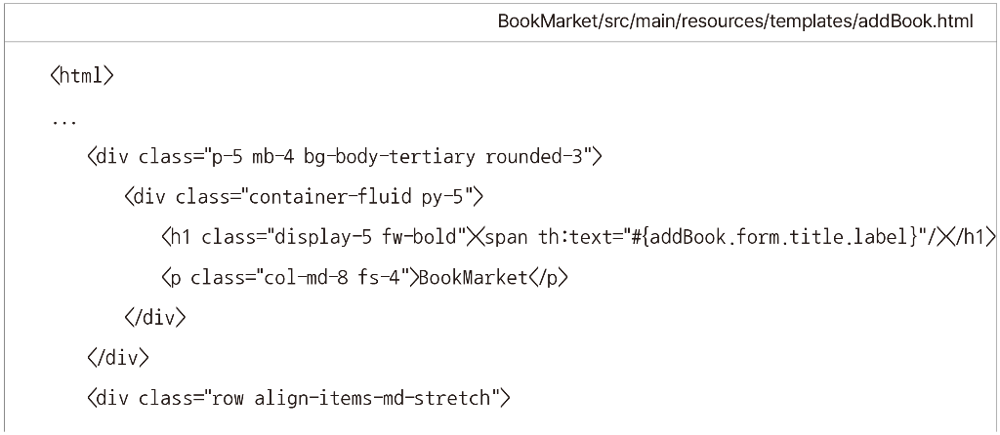 BookMarket/src/main/resources/templates/addBook.html
<html>
...
<div class="p-5 mb-4 bg-body-tertiary rounded-3">
<div class="container-fluid py-5">
<h1 class="display-5 fw-bold"><span th:text="#{addBook.form.title.label}"/></h1>
<p class="col-md-8 fs-4">BookMarket</p>
</div>
</div>
<div class="row align-items-md-stretch">